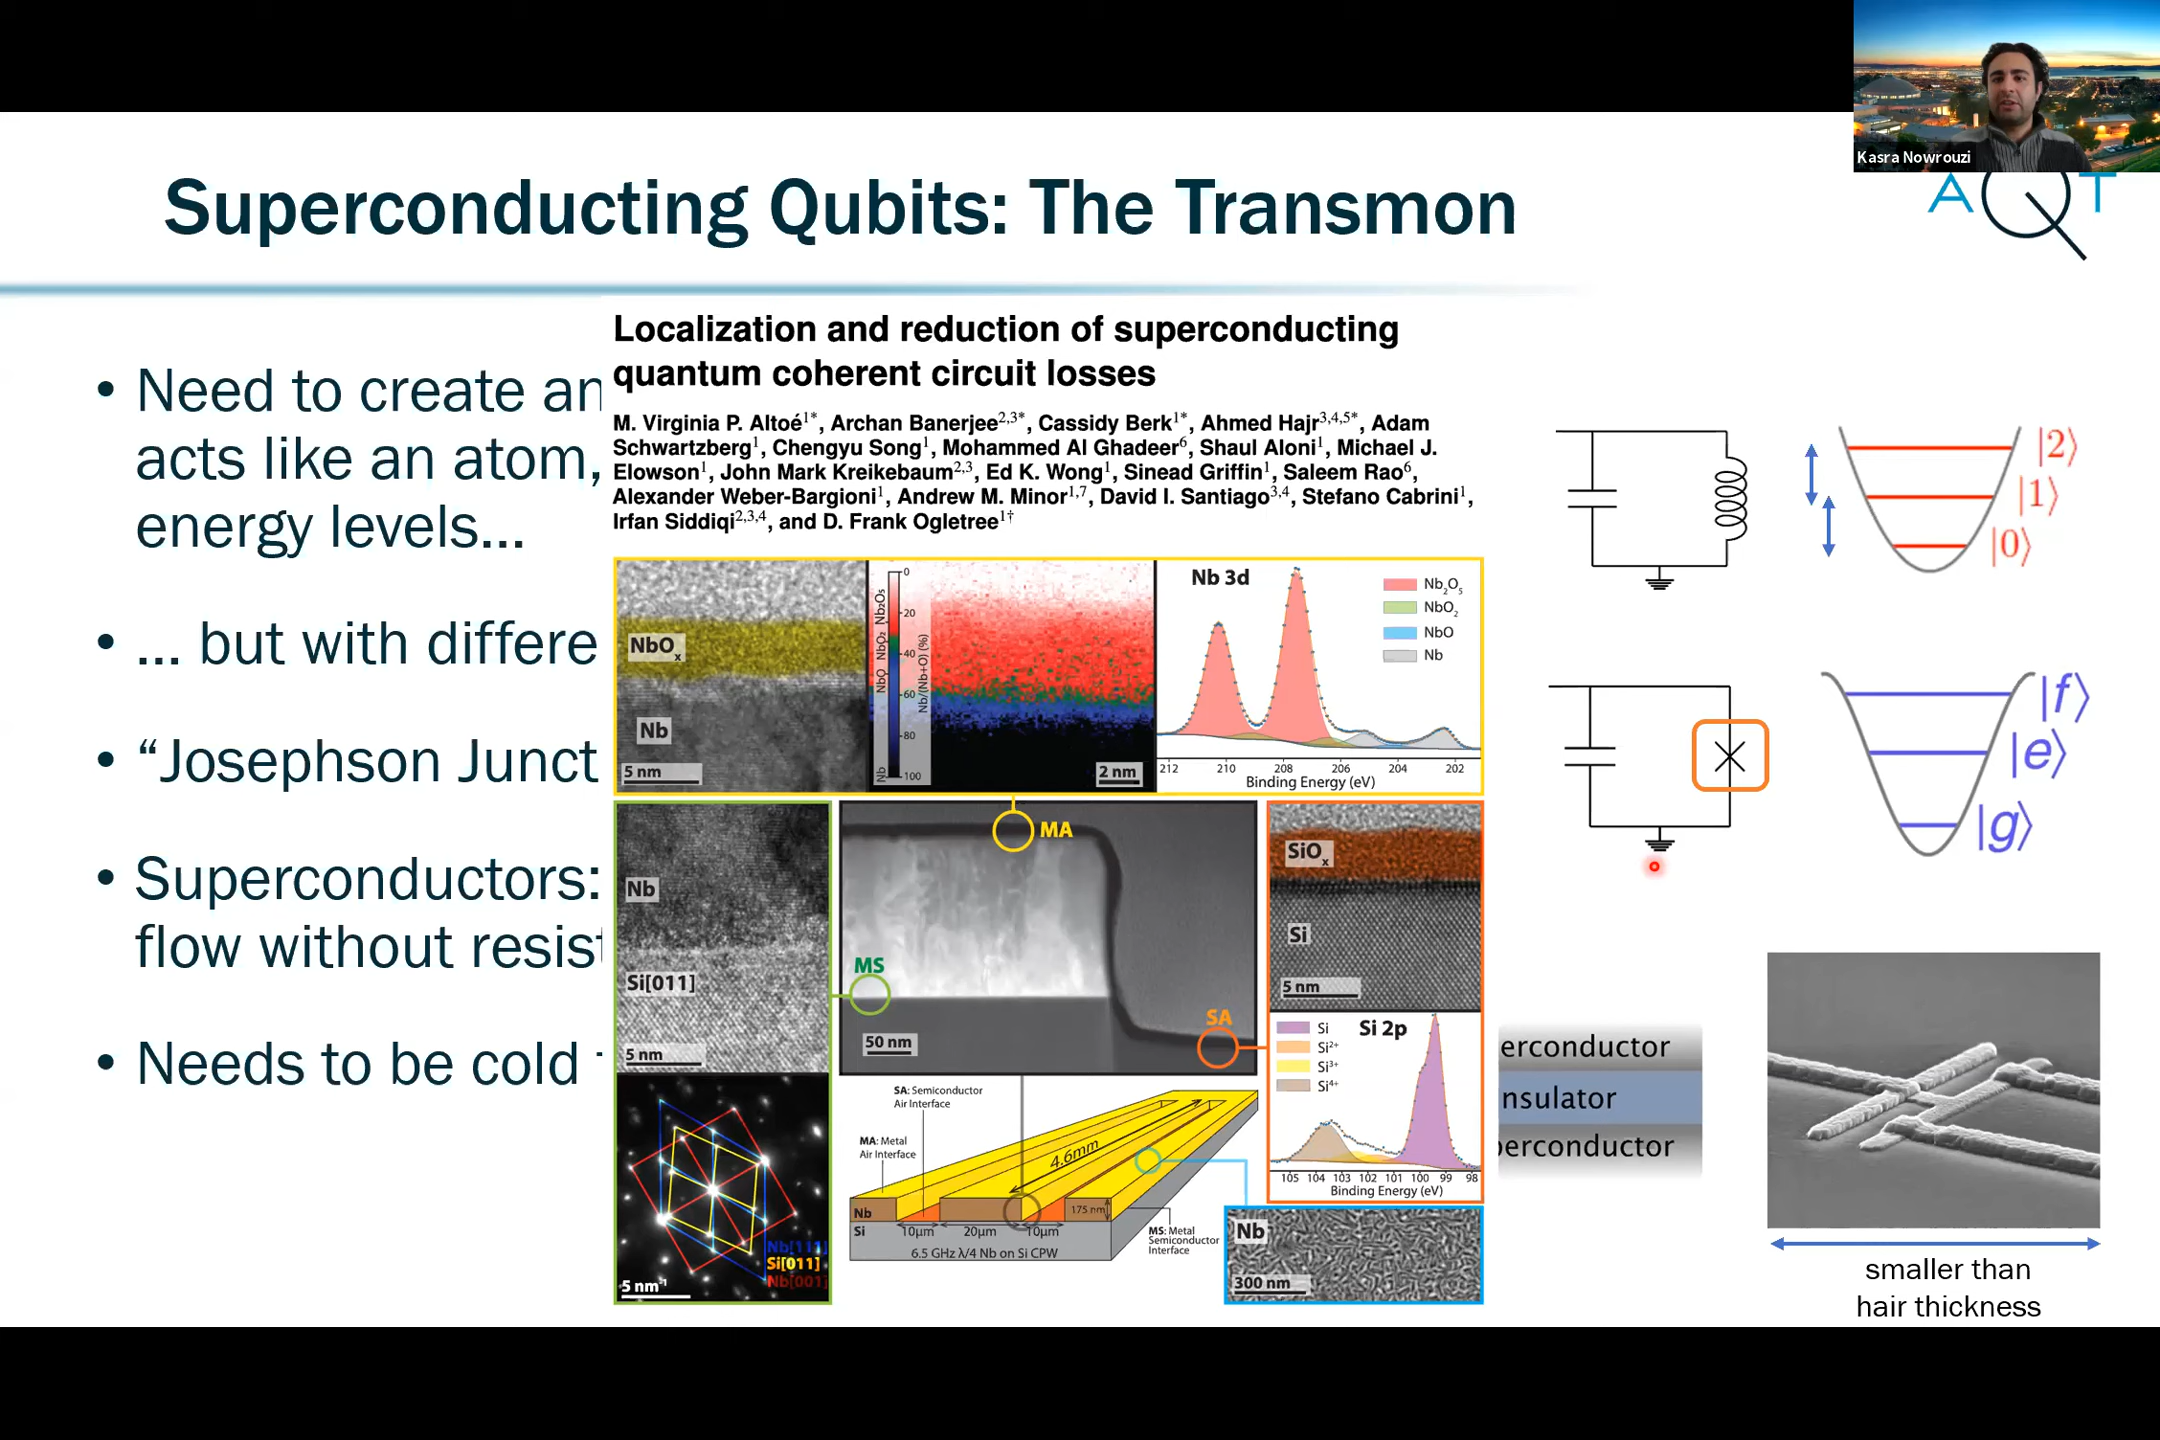 Kasra Nowrouzi
AQT
Superconducting Qubits: The Transmon
• Need to create an
acts like an atom,
energy levels...
• ... but with differe
• “Josephson Junct
• Superconductors:
flow without resist
• Needs to be cold
Localization and reduction of superconducting
quantum coherent circuit losses
M. Virginia P. Altoé1*, Archan Banerjee2,3*, Cassidy Berk1*, Ahmed Hajr3,4,5*, Adam
Schwartzberg1, Chengyu Song1, Mohammed Al Ghadeer6, Shaul Aloni1, Michael J.
Elowson1, John Mark Kreikebaum2,3, Ed K. Wong1, Sinead Griffin1, Saleem Rao6,
Alexander Weber-Bargioni1, Andrew M. Minor1,7, David I. Santiago3,4, Stefano Cabrini1,
Irfan Siddiqi2,3,4, and D. Frank Ogletree1†
NbOx
Nb
5 nm
0
20
40
60
80
100
Nb2O5
NbO2
NbO
Nb
Nb/(Nb+O) (%)
2 nm
Nb 3d
Nb2O5
NbO2
NbO
Nb
212 210 208 206 204 202
Binding Energy (eV)
Nb
Si[011]
5 nm
MA
MS
SA
50 nm
SiOx
Si
5 nm
Si 2p
Si
Si2+
Si3+
Si4+
105 104 103 102 101 100 99 98
Binding Energy (eV)
Nb[111]
Si[011]
Nb[001]
5 nm-1
SA: Semiconductor
Air Interface
MA: Metal
Air Interface
4.6mm
Nb
Si
10μm 20μm 10μm
175 nm
6.5 GHz λ/4 Nb on Si CPW
MS: Metal
Semiconductor
Interface
Nb
300 nm
|2⟩
|1⟩
|0⟩
|f⟩
|e⟩
|g⟩
erconductor
nsulator
perconductor
smaller than
hair thickness